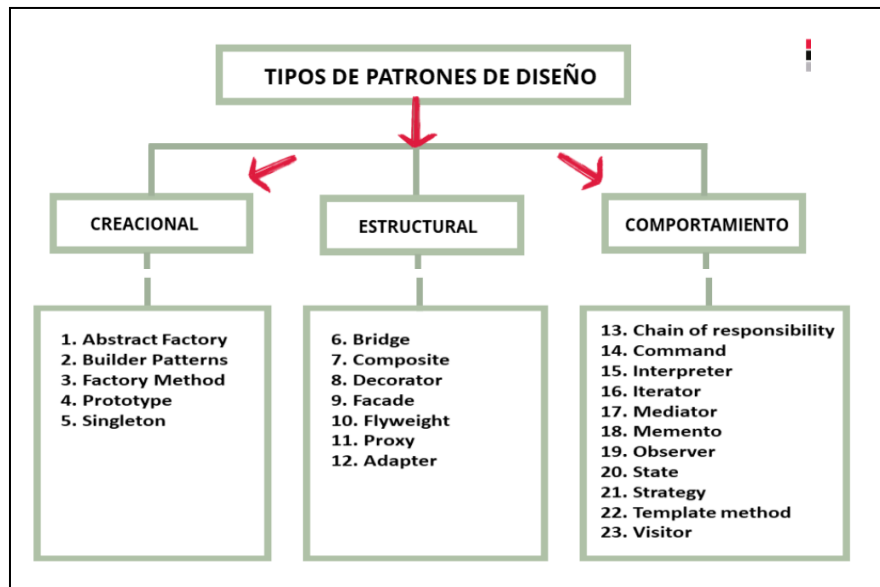 TIPOS DE PATRONES DE DISEÑO
CREACIONAL
ESTRUCTURAL
COMPORTAMIENTO
1. Abstract Factory
2. Builder Patterns
3. Factory Method
4. Prototype
5. Singleton
6. Bridge
7. Composite
8. Decorator
9. Facade
10. Flyweight
11. Proxy
12. Adapter
13. Chain of responsibility
14. Command
15. Interpreter
16. Iterator
17. Mediator
18. Memento
19. Observer
20. State
21. Strategy
22. Template method
23. Visitor